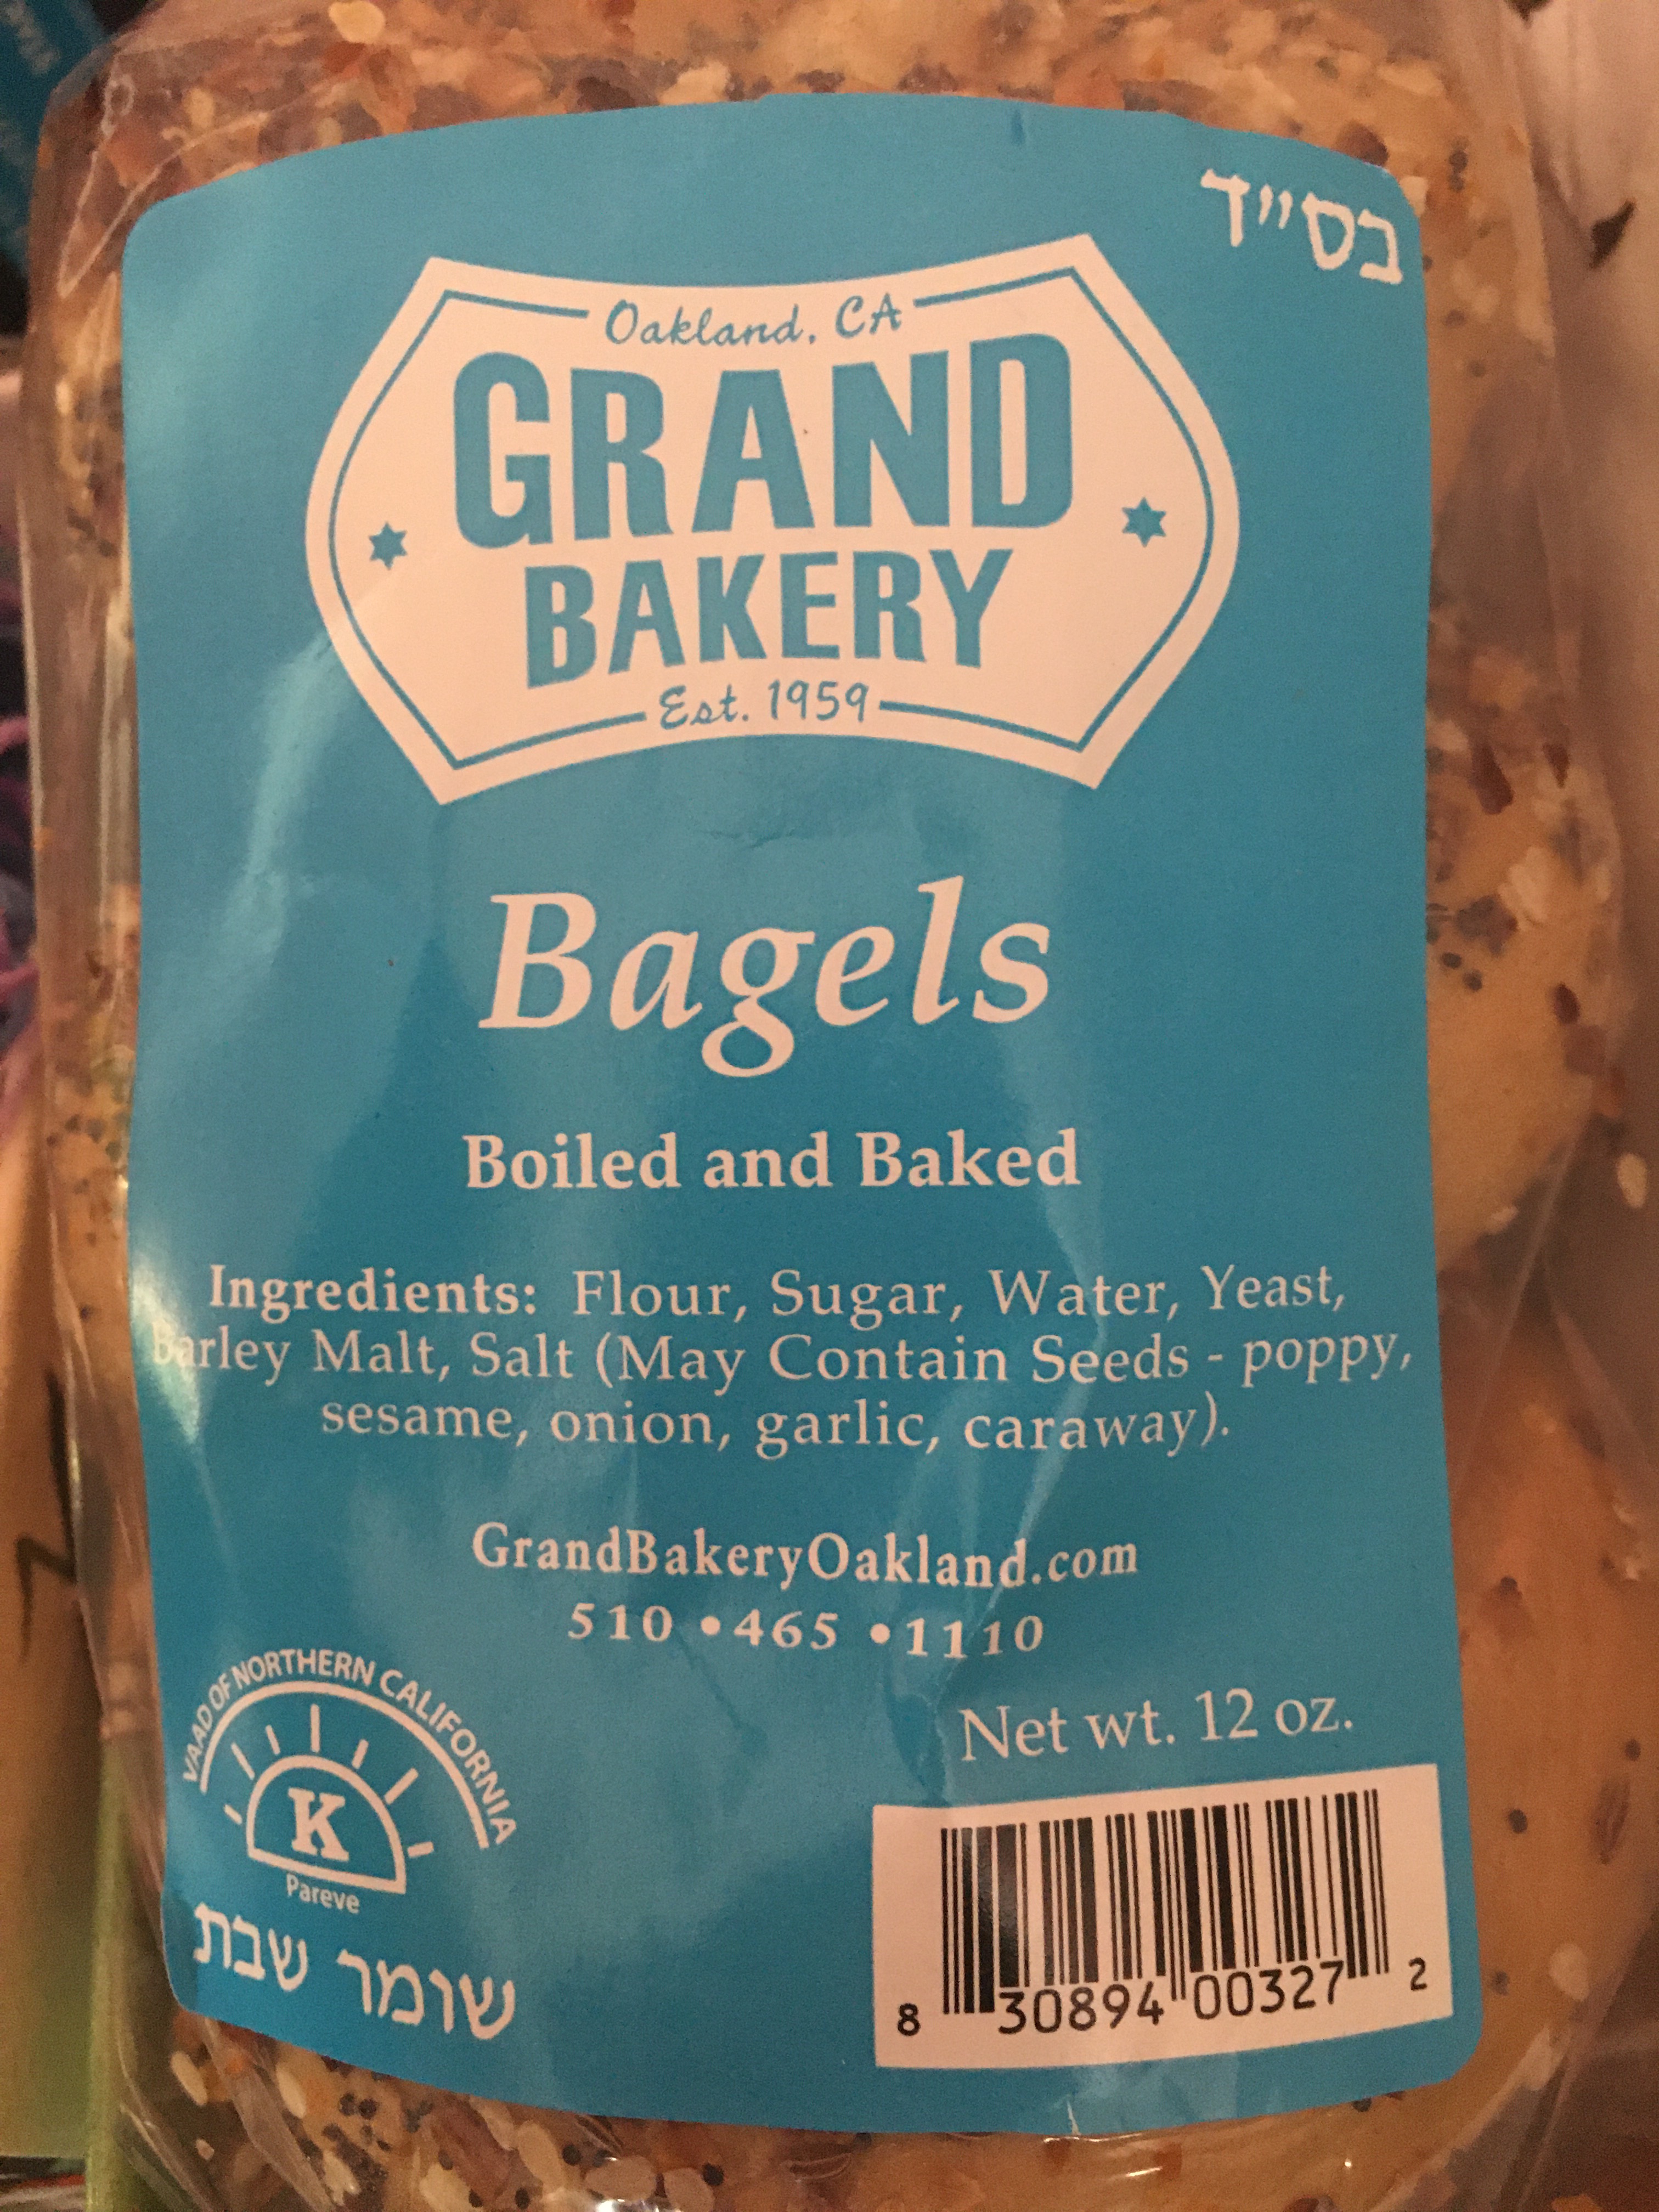 בס״ד
Oakland, CA
GRAND
BAKERY
Est. 1959
Bagels
Boiled and Baked
Ingredients: Flour, Sugar, Water, Yeast,
Barley Malt, Salt (May Contain Seeds - poppy,
sesame, onion, garlic, caraway).
GrandBakeryOakland.com
510 • 465 • 1110
Net wt. 12 oz.
VAAD OF NORTHERN CALIFORNIA
K
Pareve
שומר שבת
8 30894 00327 2